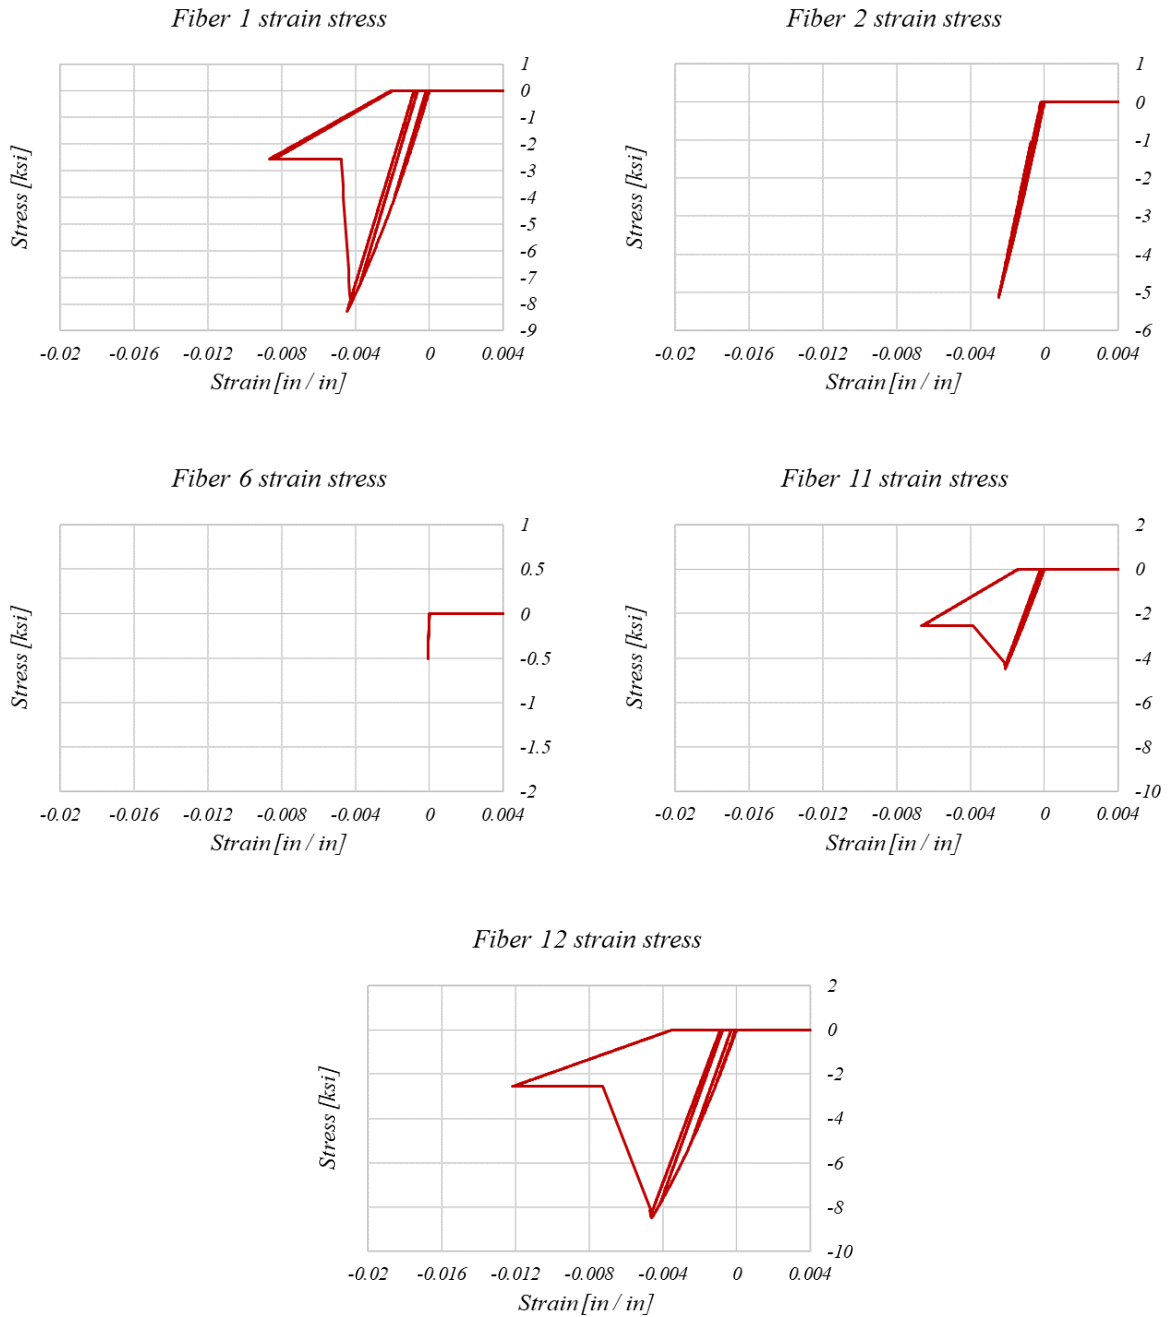 Fiber 1 strain stress
1
0
-1
-2
-3
-4
-5
-6
-7
-8
-9
Stress [ksi]
-0.02 -0.016 -0.012 -0.008 -0.004 0 0.004
Strain [in / in]
Fiber 2 strain stress
1
0
-1
-2
-3
-4
-5
-6
Stress [ksi]
-0.02 -0.016 -0.012 -0.008 -0.004 0 0.004
Strain [in / in]
Fiber 6 strain stress
1
0.5
0
-0.5
-1
-1.5
-2
Stress [ksi]
-0.02 -0.016 -0.012 -0.008 -0.004 0 0.004
Strain [in / in]
Fiber 11 strain stress
2
0
-2
-4
-6
-8
-10
Stress [ksi]
-0.02 -0.016 -0.012 -0.008 -0.004 0 0.004
Strain [in / in]
Fiber 12 strain stress
2
0
-2
-4
-6
-8
-10
Stress [ksi]
-0.02 -0.016 -0.012 -0.008 -0.004 0 0.004
Strain [in / in]